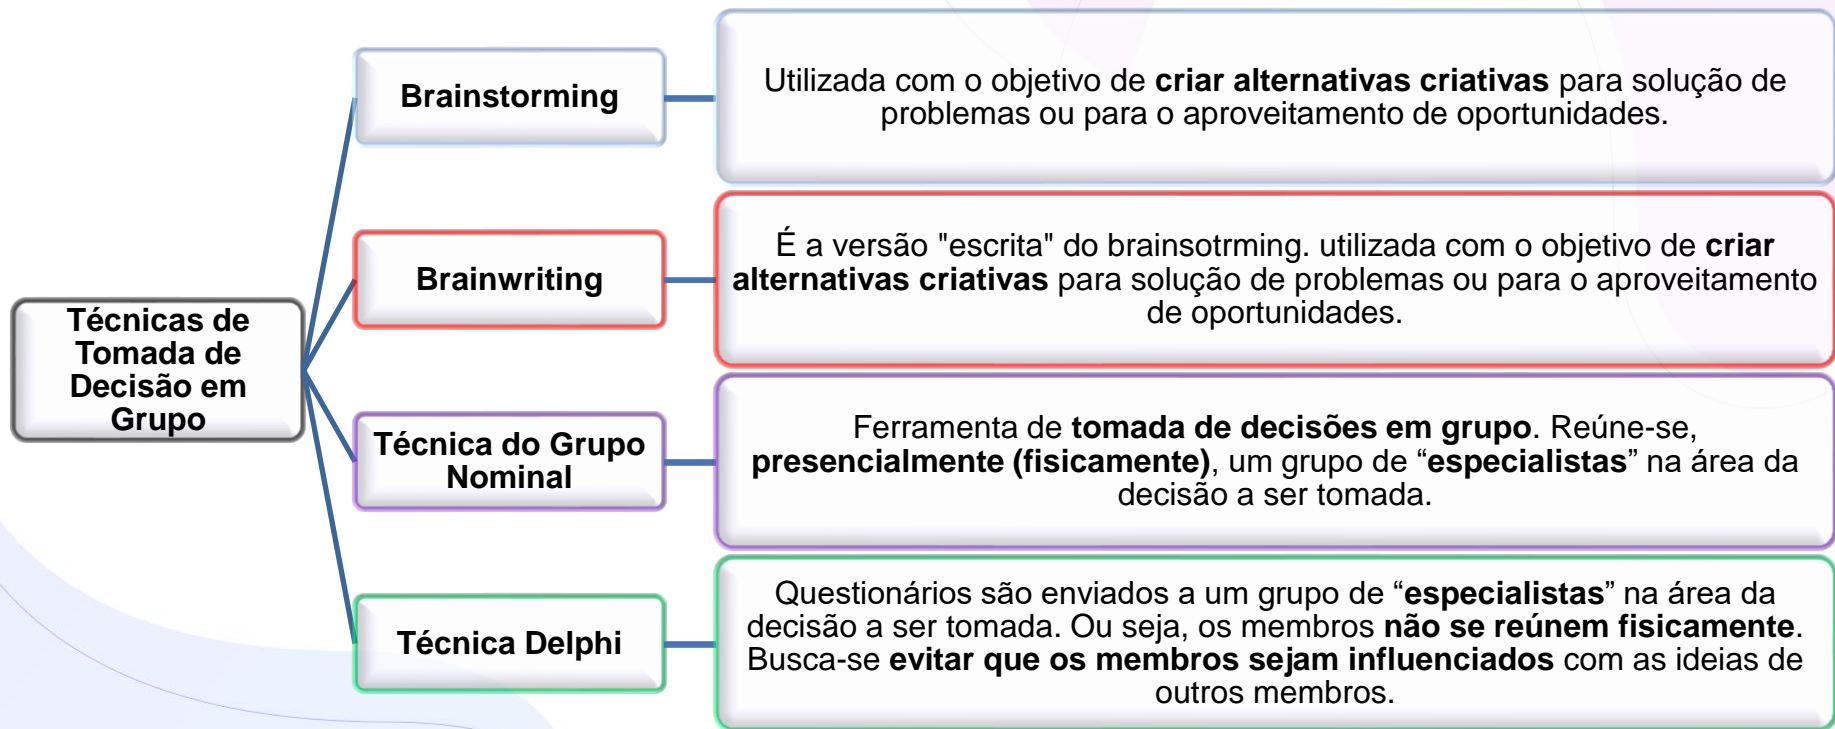 Brainstorming
Utilizada com o objetivo de criar alternativas criativas para solução de
problemas ou para o aproveitamento de oportunidades.
Brainwriting
É a versão "escrita" do brainsotrming. utilizada com o objetivo de criar
alternativas criativas para solução de problemas ou para o aproveitamento
de oportunidades.
Técnicas de
Tomada de
Decisão em
Grupo
Técnica do Grupo
Nominal
Ferramenta de tomada de decisões em grupo. Reúne-se,
presencialmente (fisicamente), um grupo de “especialistas” na área da
decisão a ser tomada.
Técnica Delphi
Questionários são enviados a um grupo de “especialistas” na área da
decisão a ser tomada. Ou seja, os membros não se reúnem fisicamente.
Busca-se evitar que os membros sejam influenciados com as ideias de
outros membros.